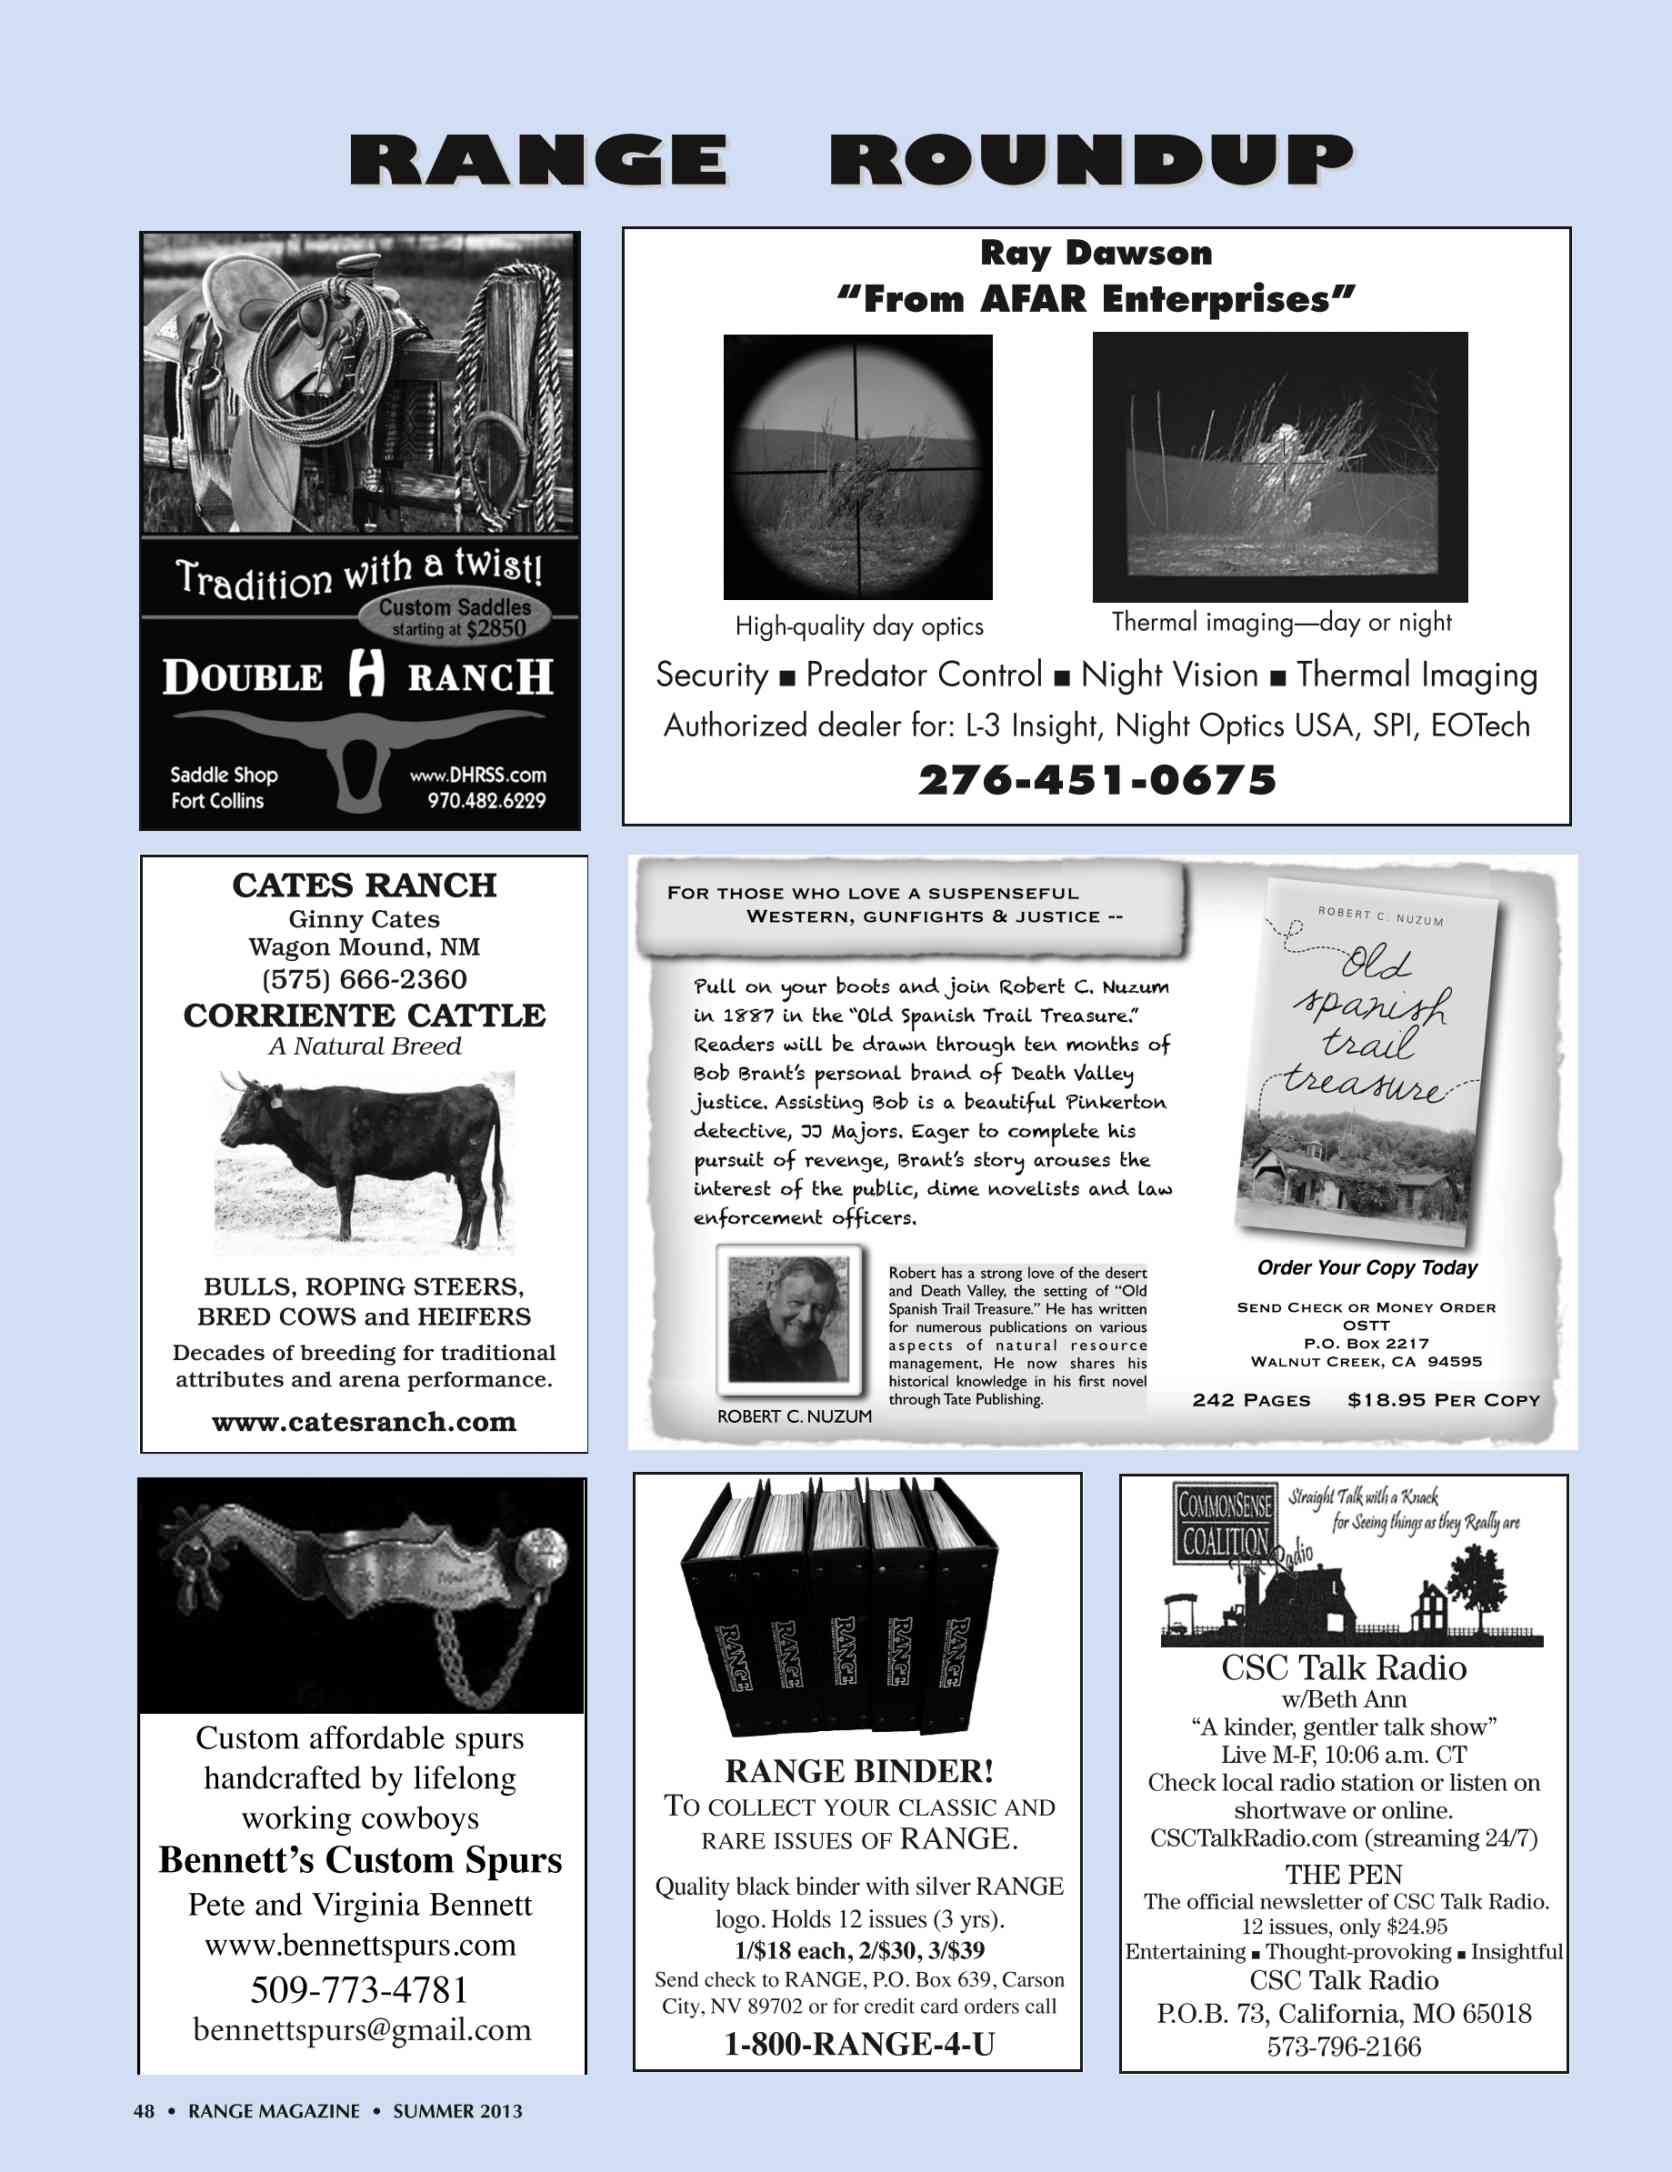 RANGE ROUNDUP
Tradition with a twist!
Custom Saddles
starting at $2850
DOUBLE H RANCH
Saddle Shop
Fort Collins
www.DHRSS.com
970.482.6229
Ray Dawson
“From AFAR Enterprises”
High-quality day optics
Thermal imaging—day or night
Security ■ Predator Control ■ Night Vision ■ Thermal Imaging
Authorized dealer for: L-3 Insight, Night Optics USA, SPI, EOTech
276-451-0675
CATES RANCH
Ginny Cates
Wagon Mound, NM
(575) 666-2360
CORRIENTE CATTLE
A Natural Breed
BULLS, ROPING STEERS,
BRED COWS and HEIFERS
Decades of breeding for traditional
attributes and arena performance.
www.catesranch.com
FOR THOSE WHO LOVE A SUSPENSEFUL
WESTERN, GUNFIGHTS & JUSTICE --
Pull on your boots and join Robert C. Nuzum
in 1887 in the “Old Spanish Trail Treasure.”
Readers will be drawn through ten months of
Bob Brant’s personal brand of Death Valley
justice. Assisting Bob is a beautiful Pinkerton
detective, JJ Majors. Eager to complete his
pursuit of revenge, Brant’s story arouses the
interest of the public, dime novelists and law
enforcement officers.
ROBERT C. NUZUM
Robert has a strong love of the desert
and Death Valley, the setting of “Old
Spanish Trail Treasure.” He has written
for numerous publications on various
aspects of natural resource
management, He now shares his
historical knowledge in his first novel
through Tate Publishing.
ROBERT C. NUZUM
old
spanish
trail
treasure
Order Your Copy Today
SEND CHECK OR MONEY ORDER
OSTT
P.O. BOX 2217
WALNUT CREEK, CA 94595
242 PAGES $18.95 PER COPY
Custom affordable spurs
handcrafted by lifelong
working cowboys
Bennett’s Custom Spurs
Pete and Virginia Bennett
www.bennettspurs.com
509-773-4781
bennettspurs@gmail.com
RANGE
RANGE
RANGE
RANGE
RANGE
RANGE BINDER!
TO COLLECT YOUR CLASSIC AND
RARE ISSUES OF RANGE.
Quality black binder with silver RANGE
logo. Holds 12 issues (3 yrs).
1/$18 each, 2/$30, 3/$39
Send check to RANGE, P.O. Box 639, Carson
City, NV 89702 or for credit card orders call
1-800-RANGE-4-U
COMMONSENSE
COALITION
Talk Radio
Straight Talk with a Knack
for Seeing things as they Really are
CSC Talk Radio
w/Beth Ann
“A kinder, gentler talk show”
Live M-F, 10:06 a.m. CT
Check local radio station or listen on
shortwave or online.
CSCTalkRadio.com (streaming 24/7)
THE PEN
The official newsletter of CSC Talk Radio.
12 issues, only $24.95
Entertaining ■ Thought-provoking ■ Insightful
CSC Talk Radio
P.O.B. 73, California, MO 65018
573-796-2166
48 • RANGE MAGAZINE • SUMMER 2013